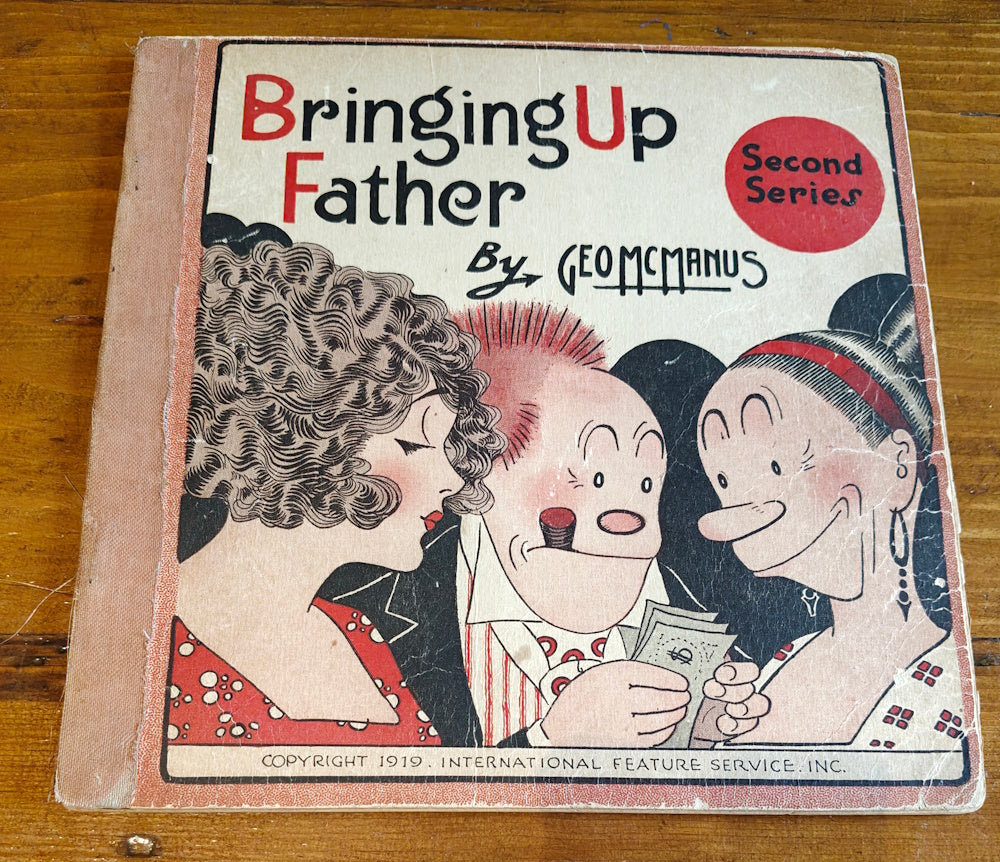 Bringing Up
Father
Second
Series
By GEO MCMANUS
$
COPYRIGHT 1919. INTERNATIONAL FEATURE SERVICE. INC.